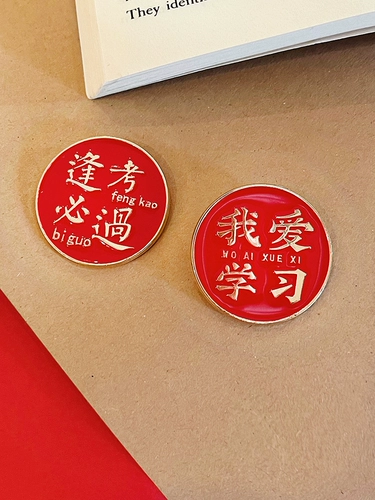 They identi
逢考
feng kao
必過
bi guo
我爱
WO AI XUE XI
学习